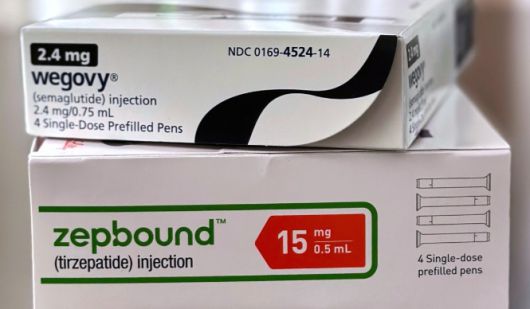 2.4 mg
NDC 0169-4524-14
wegovy®
(semaglutide) injection
2.4 mg/0.75 mL
4 Single-Dose Prefilled Pens
zepbound™
(tirzepatide) injection
15 mg
0.5 mL
4 Single-dose
prefilled pens